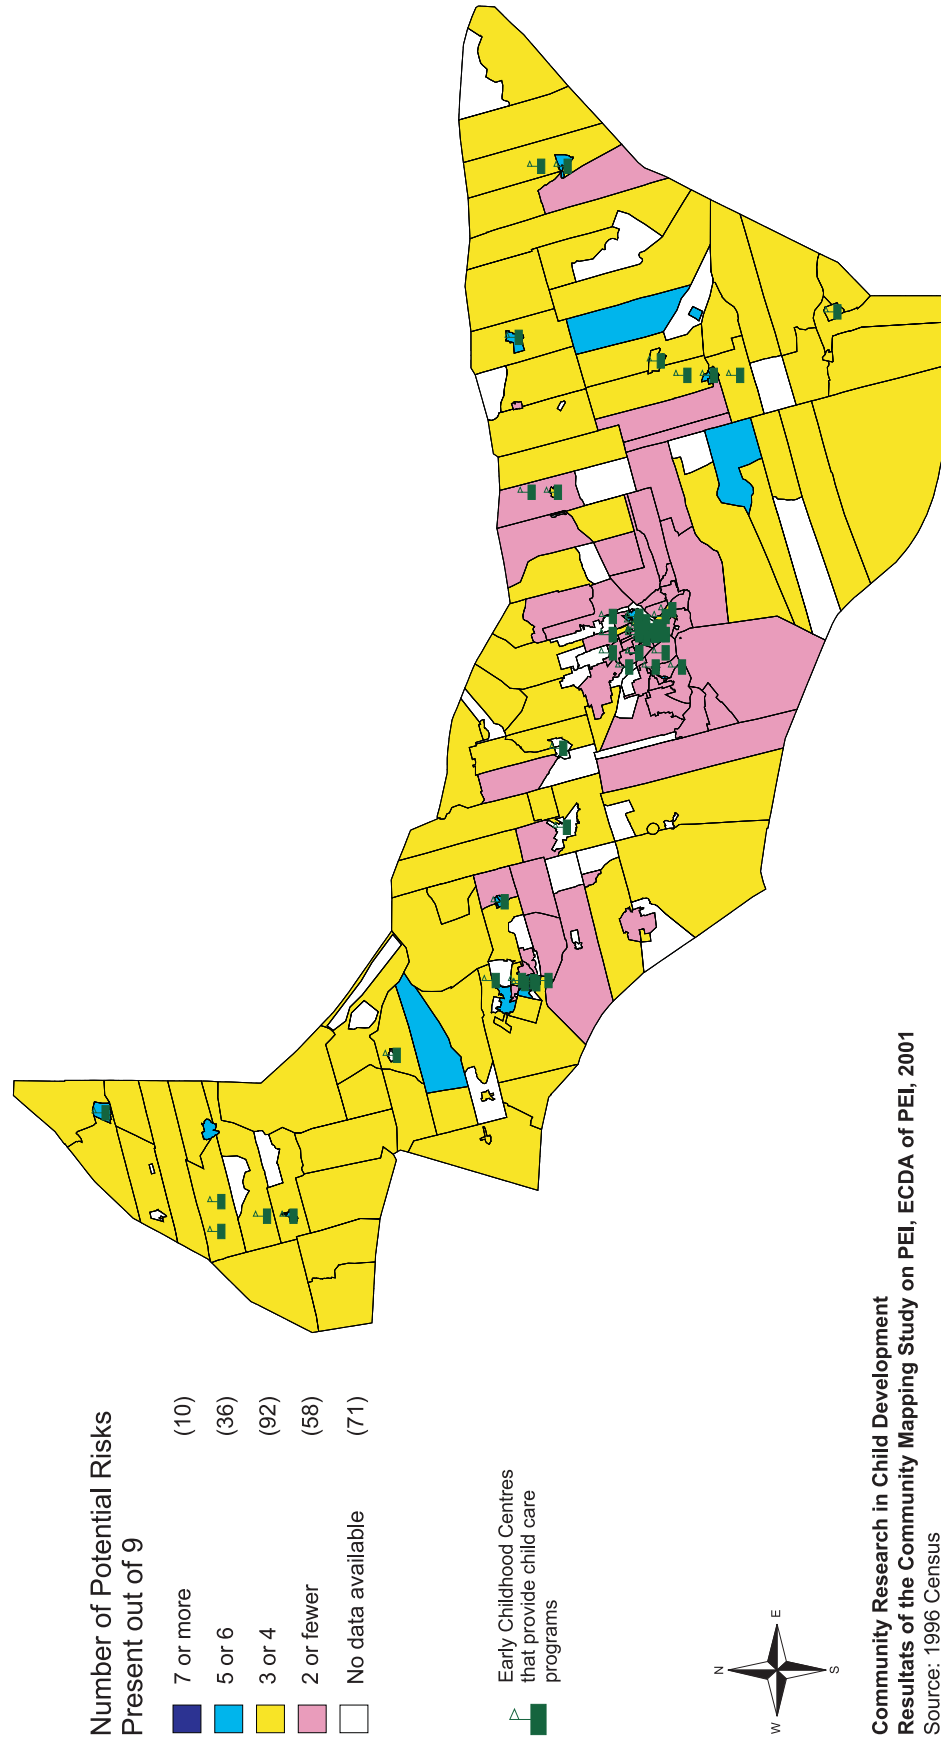 Number of Potential Risks
Present out of 9
7 or more (10)
5 or 6 (36)
3 or 4 (92)
2 or fewer (58)
No data available (71)
Early Childhood Centres
that provide child care
programs
N
W E
S
Community Research in Child Development
Resultats of the Community Mapping Study on PEI, ECDA of PEI, 2001
Source: 1996 Census